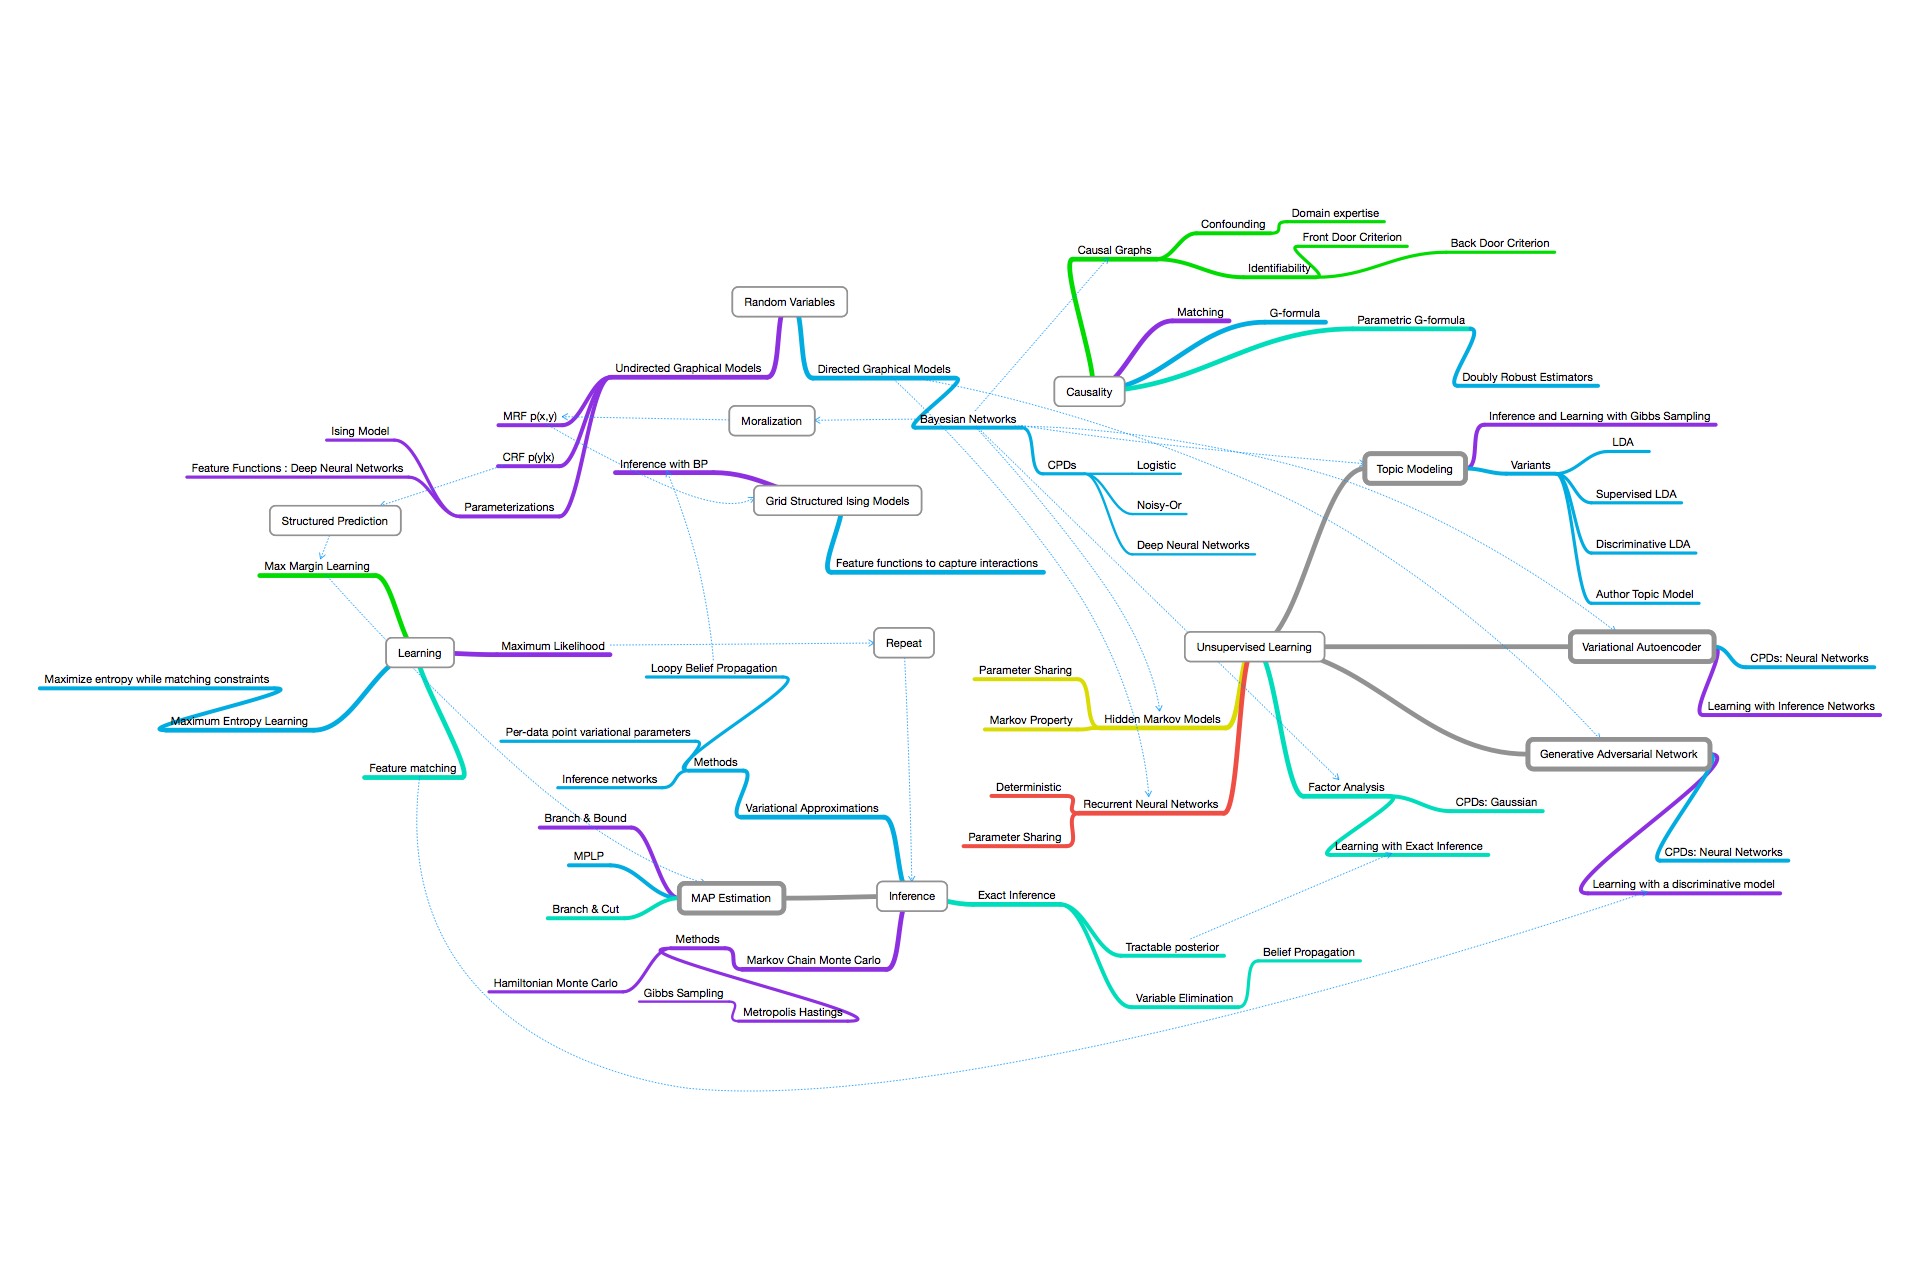 Domain expertise
Confounding
Front Door Criterion
Back Door Criterion
Causal Graphs
Identifiability
Random Variables
Matching
G-formula
Parametric G-formula
Undirected Graphical Models
Directed Graphical Models
Doubly Robust Estimators
Causality
MRF p(x,y)
Moralization
Bayesian Networks
Inference and Learning with Gibbs Sampling
Ising Model
LDA
CRF p(y|x)
Inference with BP
CPDs
Logistic
Topic Modeling
Variants
Feature Functions : Deep Neural Networks
Supervised LDA
Parameterizations
Grid Structured Ising Models
Noisy-Or
Structured Prediction
Deep Neural Networks
Discriminative LDA
Max Margin Learning
Feature functions to capture interactions
Author Topic Model
Learning
Maximum Likelihood
Repeat
Unsupervised Learning
Variational Autoencoder
CPDs: Neural Networks
Loopy Belief Propagation
Parameter Sharing
Maximize entropy while matching constraints
Learning with Inference Networks
Maximum Entropy Learning
Markov Property
Hidden Markov Models
Per-data point variational parameters
Generative Adversarial Network
Feature matching
Methods
Inference networks
Deterministic
Factor Analysis
Variational Approximations
Recurrent Neural Networks
CPDs: Gaussian
Branch & Bound
Parameter Sharing
Learning with Exact Inference
CPDs: Neural Networks
MPLP
Learning with a discriminative model
MAP Estimation
Inference
Exact Inference
Branch & Cut
Methods
Tractable posterior
Markov Chain Monte Carlo
Belief Propagation
Hamiltonian Monte Carlo
Gibbs Sampling
Variable Elimination
Metropolis Hastings